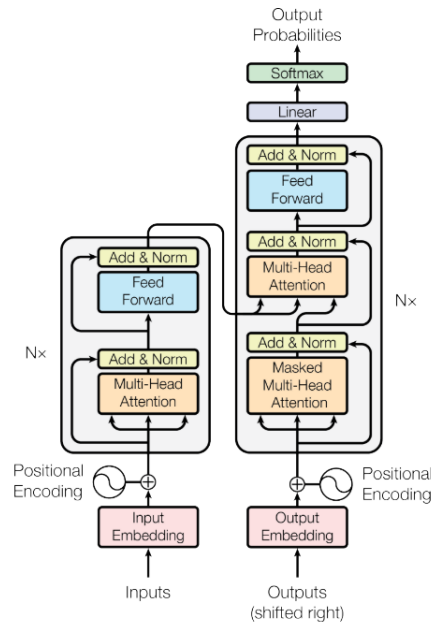 Output
Probabilities
Softmax
Linear
Add & Norm
Feed
Forward
Add & Norm
Multi-Head
Attention
Nx
Add & Norm
Masked
Multi-Head
Attention
Add & Norm
Feed
Forward
N×
Add & Norm
Multi-Head
Attention
Positional
Encoding
Positional
Encoding
Input
Embedding
Output
Embedding
Inputs
Outputs
(shifted right)